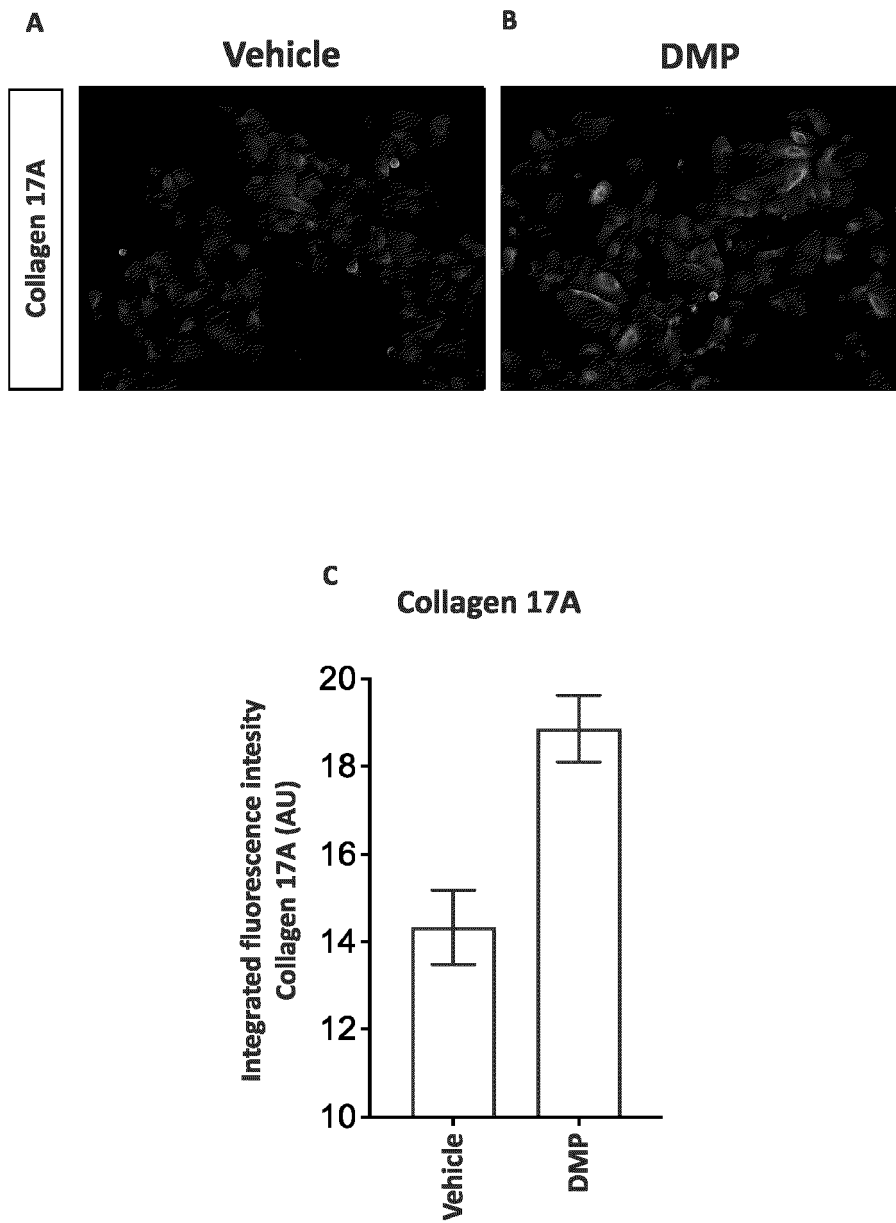 A
B
Vehicle
DMP
Collagen 17A
C
Collagen 17A
Integrated fluorescence intesity
Collagen 17A (AU)
20
18
16
14
12
10
Vehicle
DMP